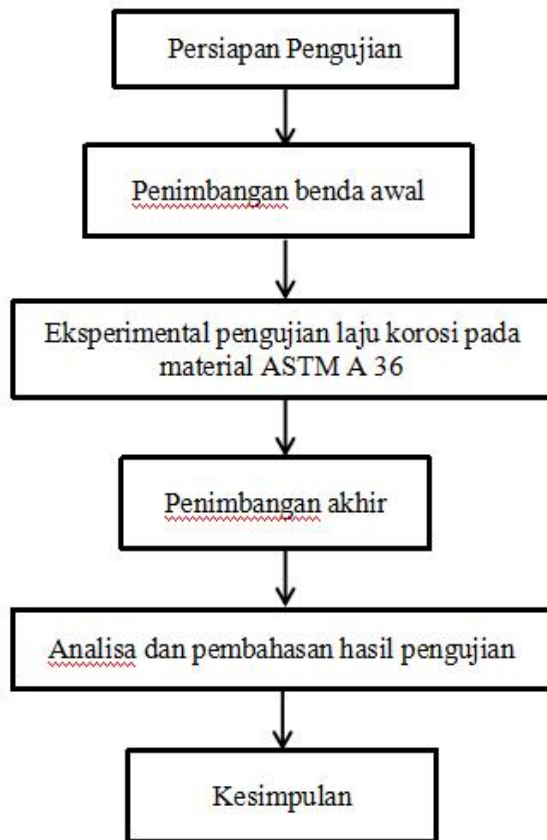 Persiapan Pengujian
Penimbangan benda awal
Eksperimental pengujian laju korosi pada
material ASTM A 36
Penimbangan akhir
Analisa dan pembahasan hasil pengujian
Kesimpulan